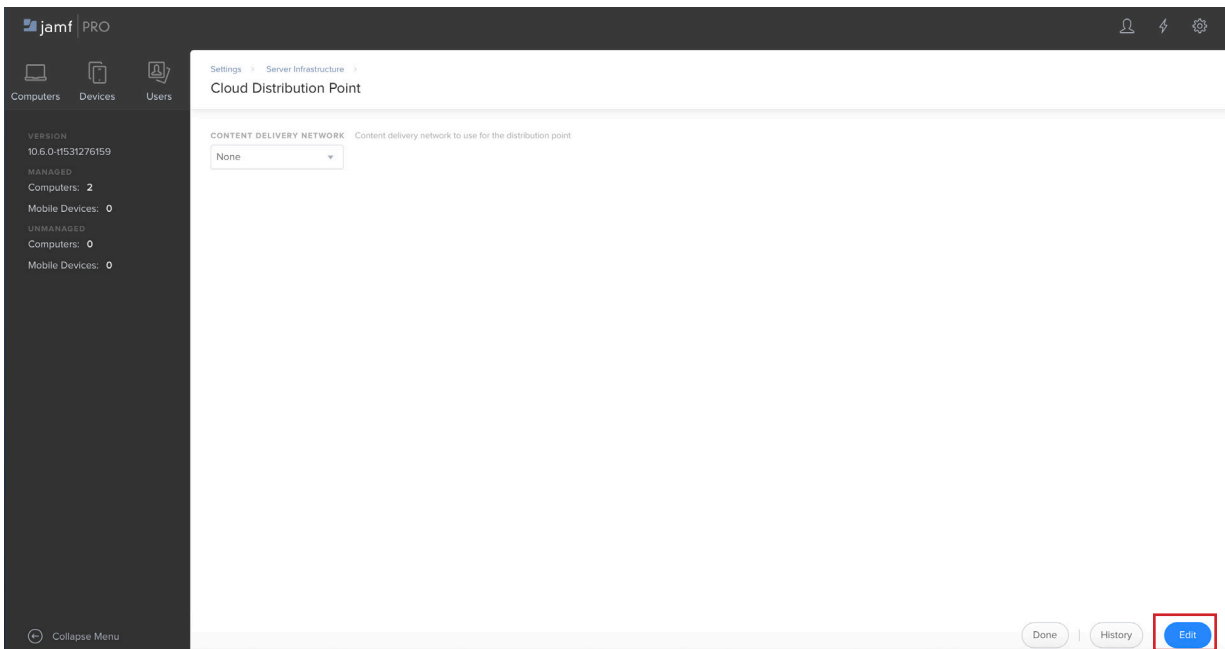 jamf PRO
Computers Devices Users
VERSION
10.6.0-t1531276159
MANAGED
Computers: 2
Mobile Devices: 0
UNMANAGED
Computers: 0
Mobile Devices: 0
Collapse Menu
Settings > Server Infrastructure >
Cloud Distribution Point
CONTENT DELIVERY NETWORK Content delivery network to use for the distribution point
None
Done | History Edit